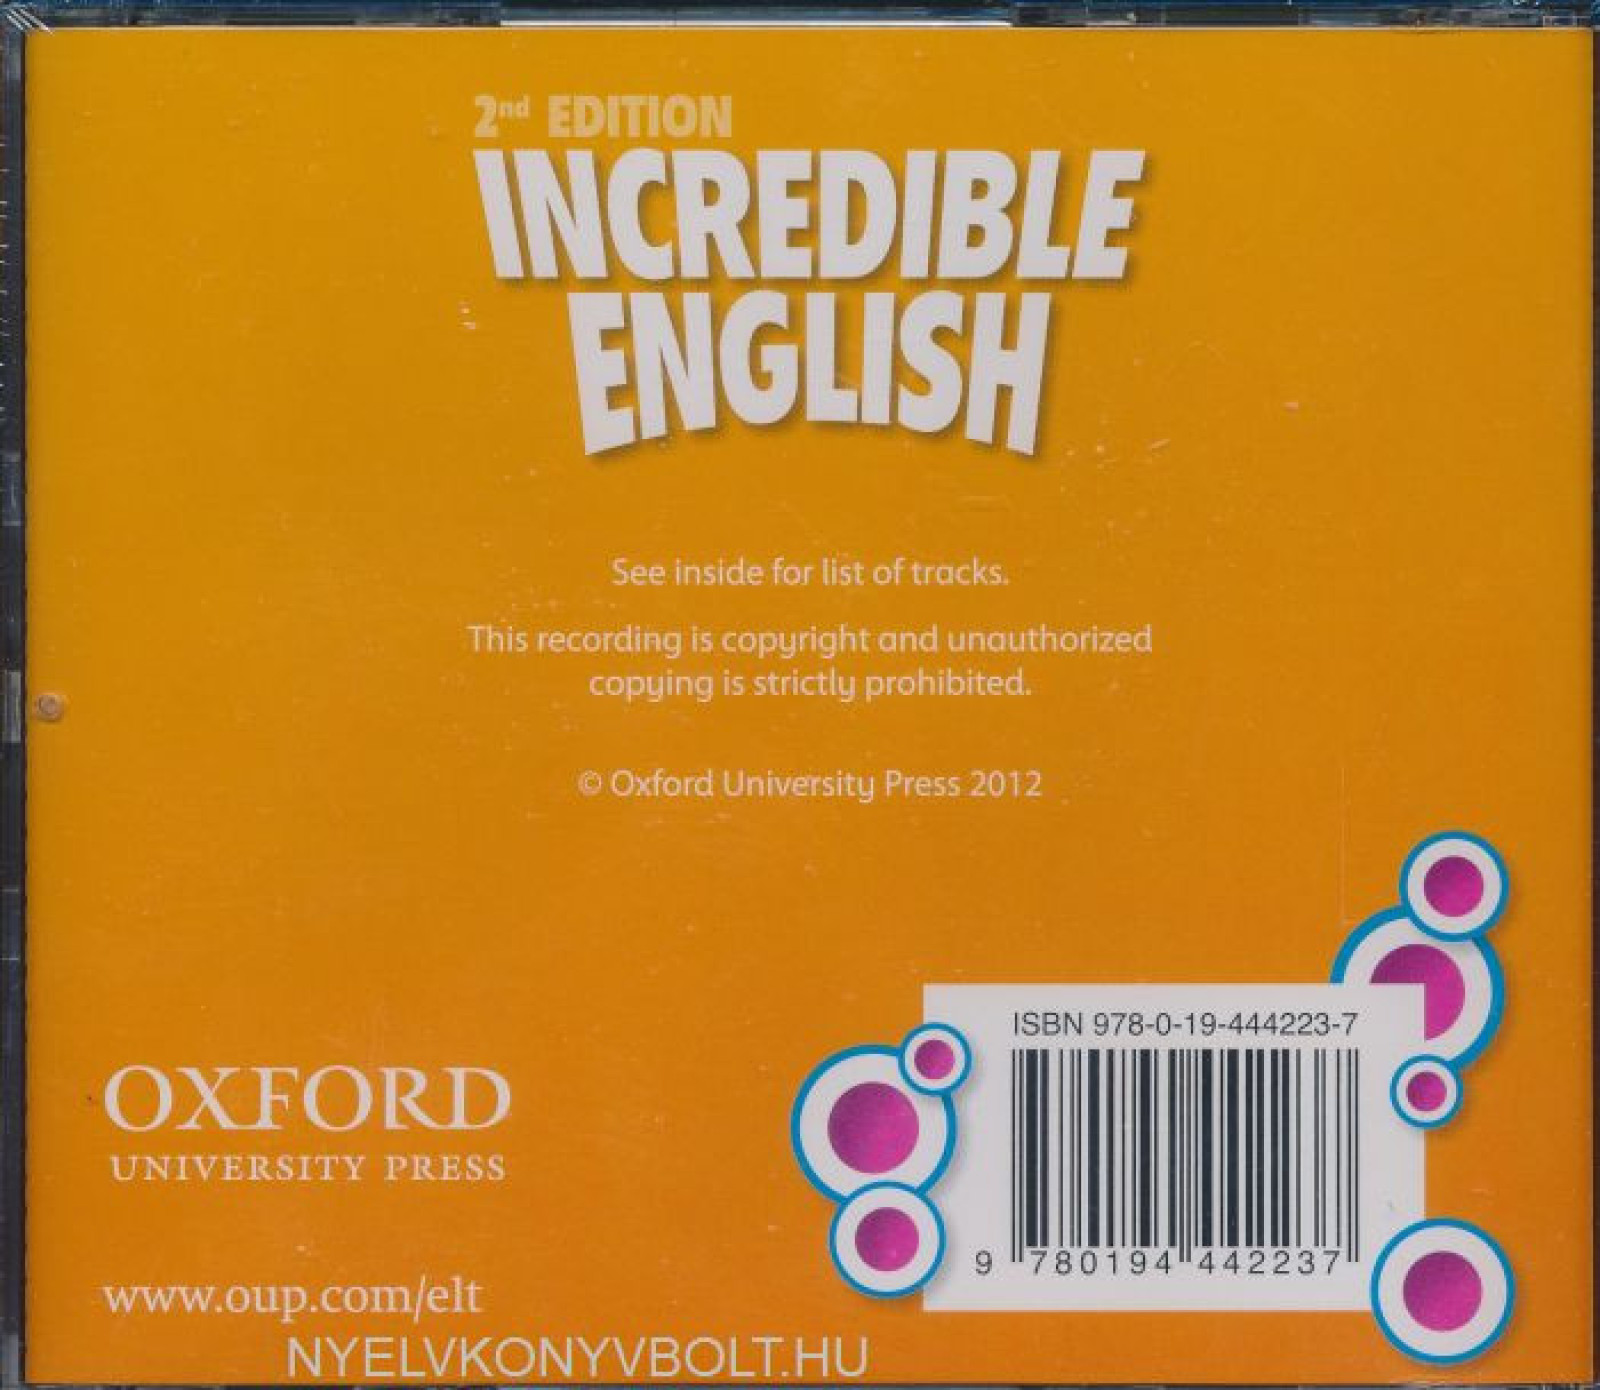 2nd EDITION
INCREDIBLE
ENGLISH
See inside for list of tracks.
This recording is copyright and unauthorized
copying is strictly prohibited.
© Oxford University Press 2012
ISBN 978-0-19-444223-7
9 780194 442237
OXFORD
UNIVERSITY PRESS
www.oup.com/elt
NYELVKONYVBOLT.HU